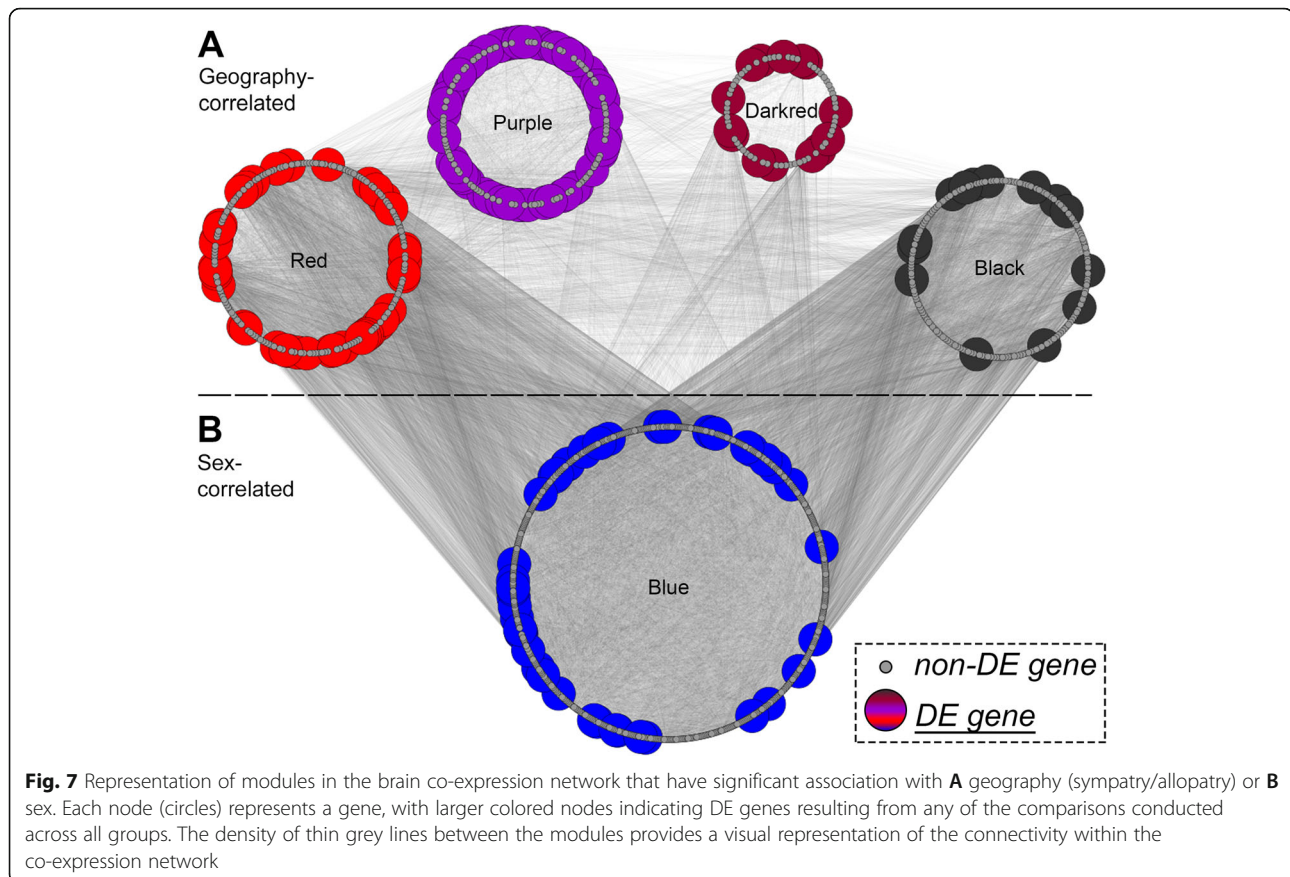 A
Geography-
correlated
Purple
Darkred
Red
Black
B
Sex-
correlated
Blue
non-DE gene
DE gene
Fig. 7 Representation of modules in the brain co-expression network that have significant association with A geography (sympatry/allopatry) or B
sex. Each node (circles) represents a gene, with larger colored nodes indicating DE genes resulting from any of the comparisons conducted
across all groups. The density of thin grey lines between the modules provides a visual representation of the connectivity within the
co-expression network